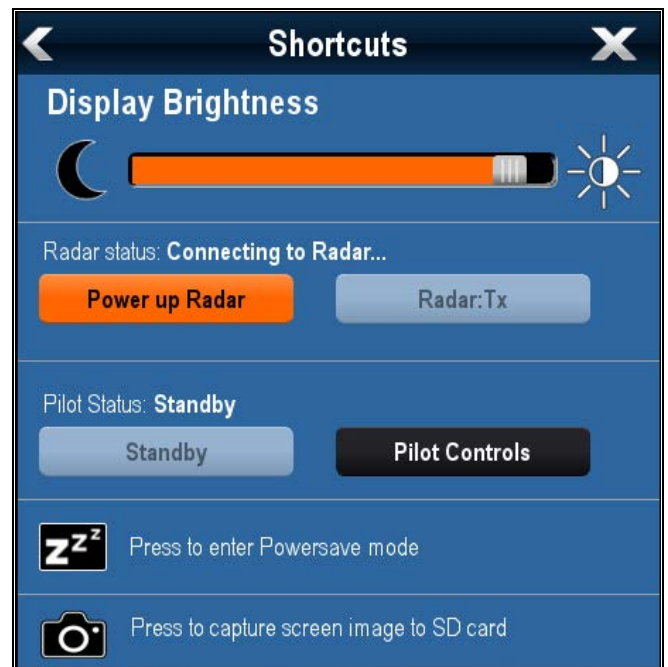 Shortcuts
Display Brightness
Radar status: Connecting to Radar...
Power up Radar
Radar:Tx
Pilot Status: Standby
Standby
Pilot Controls
zzz
Press to enter Powersave mode
Press to capture screen image to SD card